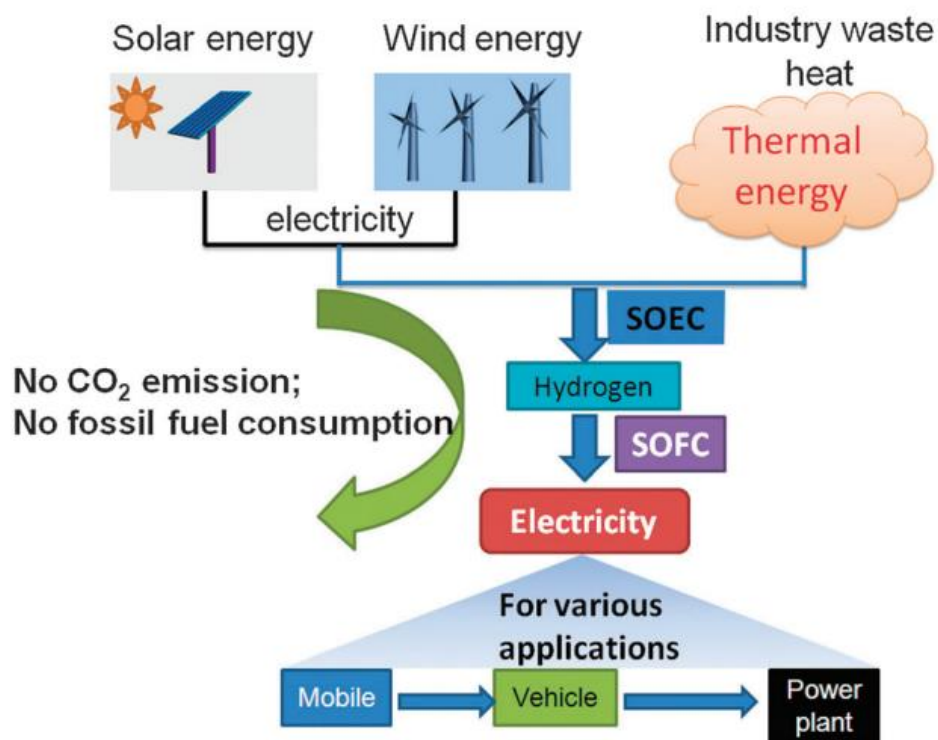 Solar energy
Wind energy
Industry waste
heat
Thermal
energy
electricity
SOEC
No CO₂ emission;
No fossil fuel consumption
Hydrogen
SOFC
Electricity
For various
applications
Mobile
Vehicle
Power
plant